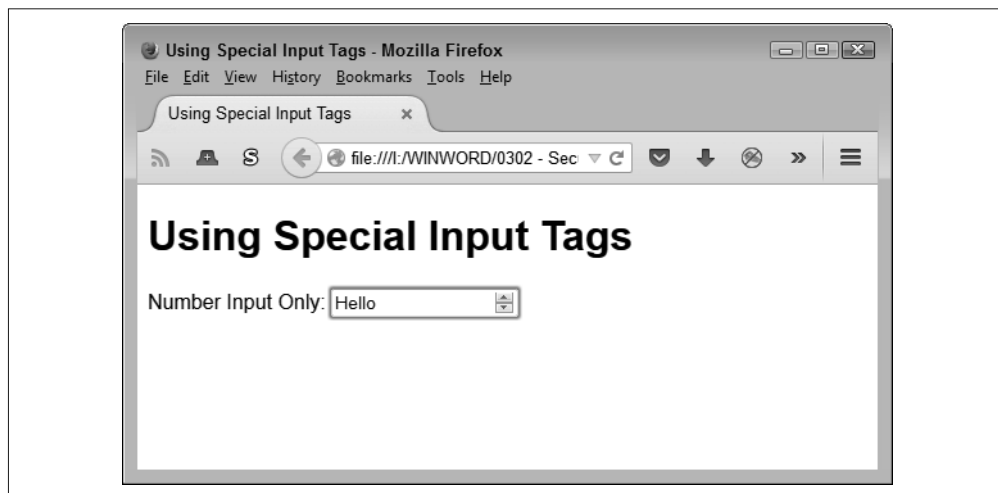 Using Special Input Tags - Mozilla Firefox
File Edit View History Bookmarks Tools Help
Using Special Input Tags ×
S file:///I:/WINWORD/0302 - Sec »
Using Special Input Tags
Number Input Only: Hello